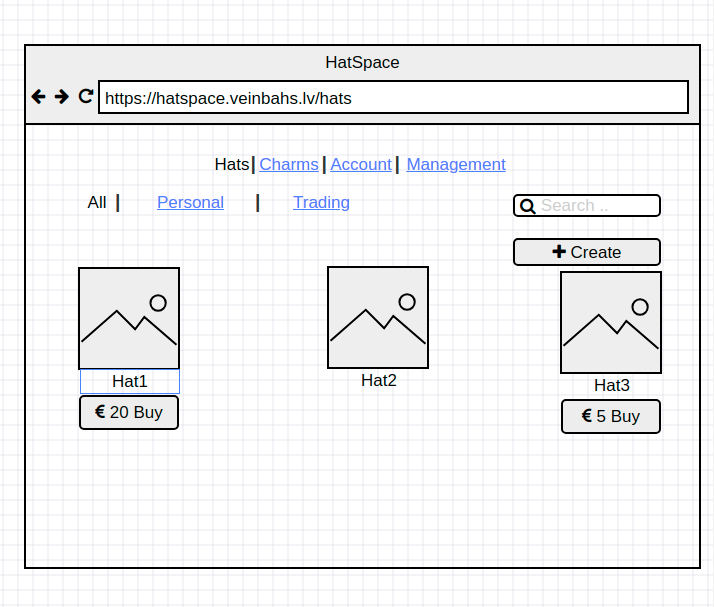 HatSpace
https://hatspace.veinbahs.lv/hats
Hats | Charms | Account | Management
All | Personal | Trading
Search ..
Create
Hat1
Hat2
Hat3
€ 20 Buy
€ 5 Buy